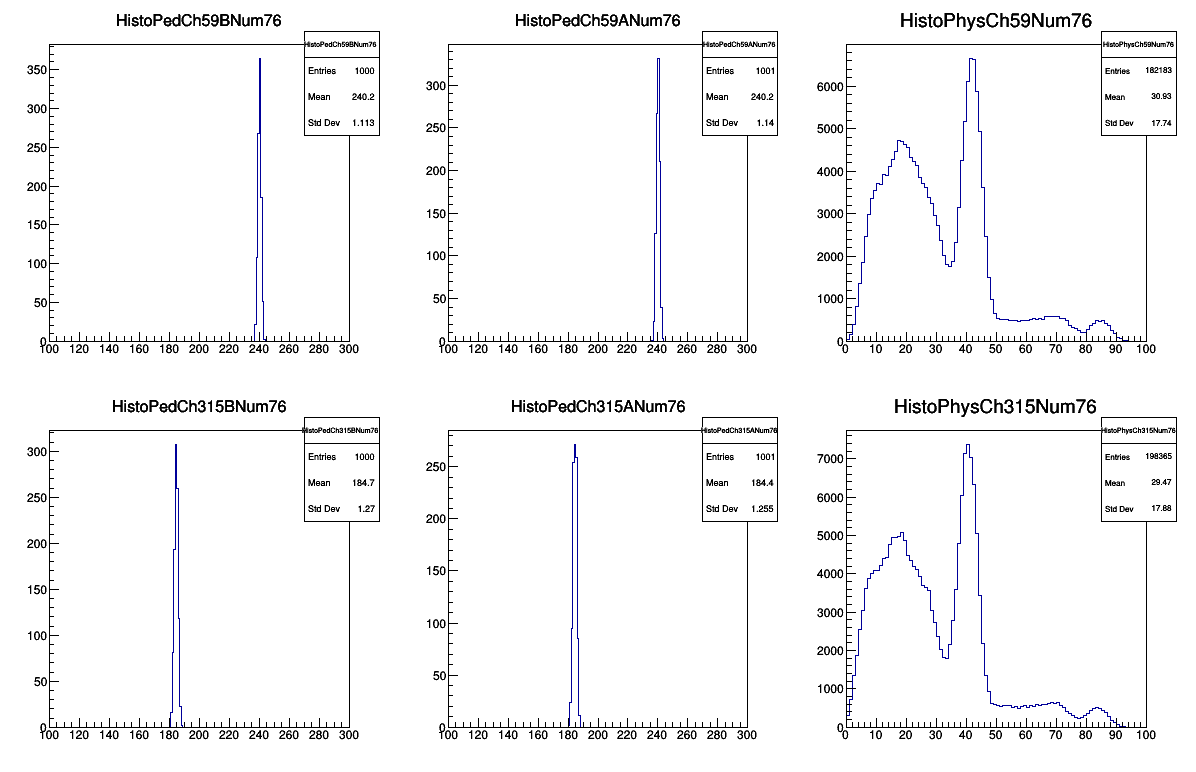 HistoPedCh59BNum76
HistoPedCh59BNum76
Entries 1000
Mean 240.2
Std Dev 1.113
350
300
250
200
150
100
50
0
100 120 140 160 180 200 220 240 260 280 300
HistoPedCh59ANum76
HistoPedCh59ANum76
Entries 1001
Mean 240.2
Std Dev 1.14
300
250
200
150
100
50
0
100 120 140 160 180 200 220 240 260 280 300
HistoPhysCh59Num76
HistoPhysCh59Num76
Entries 182183
Mean 30.93
Std Dev 17.74
6000
5000
4000
3000
2000
1000
0
0 10 20 30 40 50 60 70 80 90 100
HistoPedCh315BNum76
HistoPedCh315BNum76
Entries 1000
Mean 184.7
Std Dev 1.27
300
250
200
150
100
50
0
100 120 140 160 180 200 220 240 260 280 300
HistoPedCh315ANum76
HistoPedCh315ANum76
Entries 1001
Mean 184.4
Std Dev 1.255
250
200
150
100
50
0
100 120 140 160 180 200 220 240 260 280 300
HistoPhysCh315Num76
HistoPhysCh315Num76
Entries 198365
Mean 29.47
Std Dev 17.88
7000
6000
5000
4000
3000
2000
1000
0
0 10 20 30 40 50 60 70 80 90 100